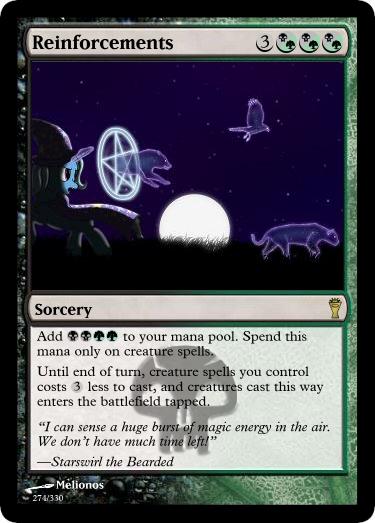 Reinforcements 3
Sorcery
Add to your mana pool. Spend this
mana only on creature spells.
Until end of turn, creature spells you control
costs 3 less to cast, and creatures cast this way
enters the battlefield tapped.
“I can sense a huge burst of magic energy in the air.
We don’t have much time left!”
—Starswirl the Bearded
Melionos
274/330